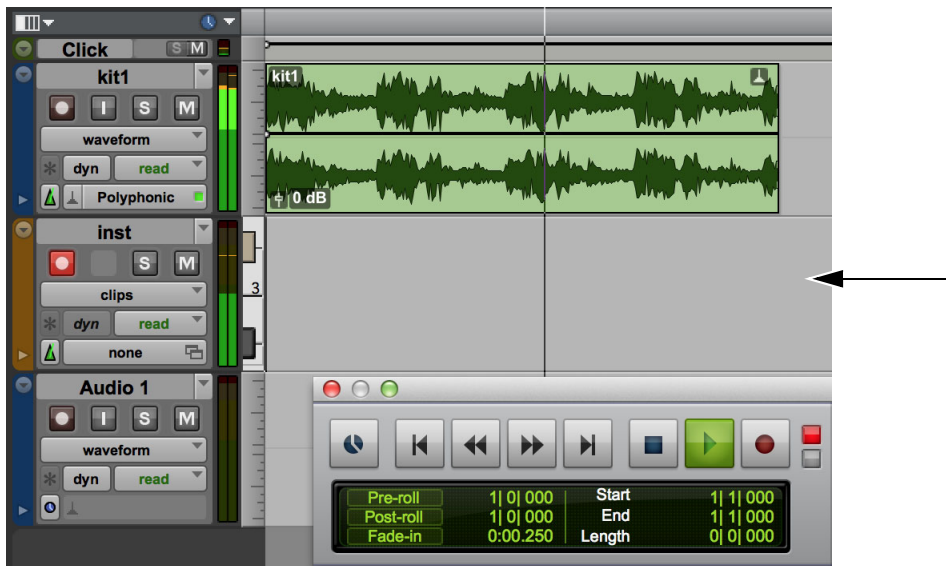 Click S M
kit1
I S M
waveform
dyn read
Polyphonic
kit1
0 dB
inst
S M
clips
dyn read
none
3
Audio 1
I S M
waveform
dyn read
Pre-roll 1| 0| 000 Start 1| 1| 000
Post-roll 1| 0| 000 End 1| 1| 000
Fade-in 0:00.250 Length 0| 0| 000